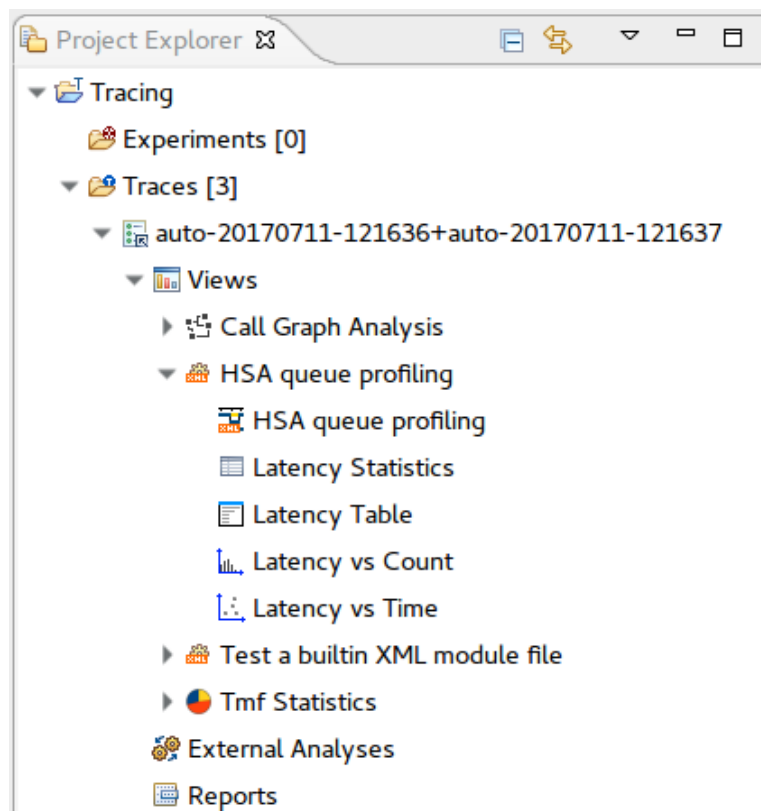 Project Explorer
Tracing
Experiments [0]
Traces [3]
auto-20170711-121636+auto-20170711-121637
Views
Call Graph Analysis
HSA queue profiling
HSA queue profiling
Latency Statistics
Latency Table
Latency vs Count
Latency vs Time
Test a builtin XML module file
Tmf Statistics
External Analyses
Reports